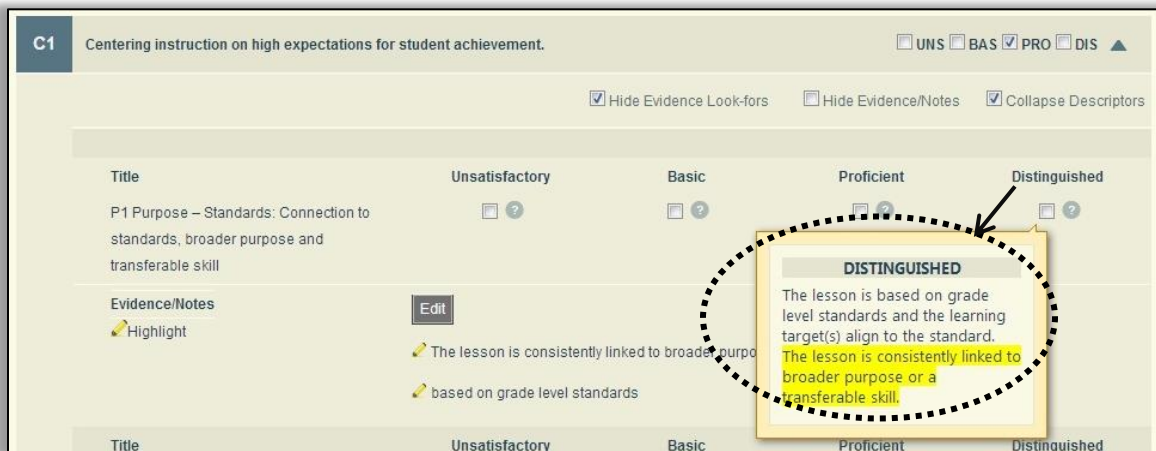 C1 Centering instruction on high expectations for student achievement. UNS BAS PRO DIS
Hide Evidence Look-fors Hide Evidence/Notes Collapse Descriptors
Title Unsatisfactory Basic Proficient Distinguished
P1 Purpose – Standards: Connection to
standards, broader purpose and
transferable skill
? ? ? ?
DISTINGUISHED
The lesson is based on grade
level standards and the learning
target(s) align to the standard.
The lesson is consistently linked to
broader purpose or a
transferable skill.
Evidence/Notes Edit
Highlight
The lesson is consistently linked to broader purpo
based on grade level standards
Title Unsatisfactory Basic Proficient Distinguished